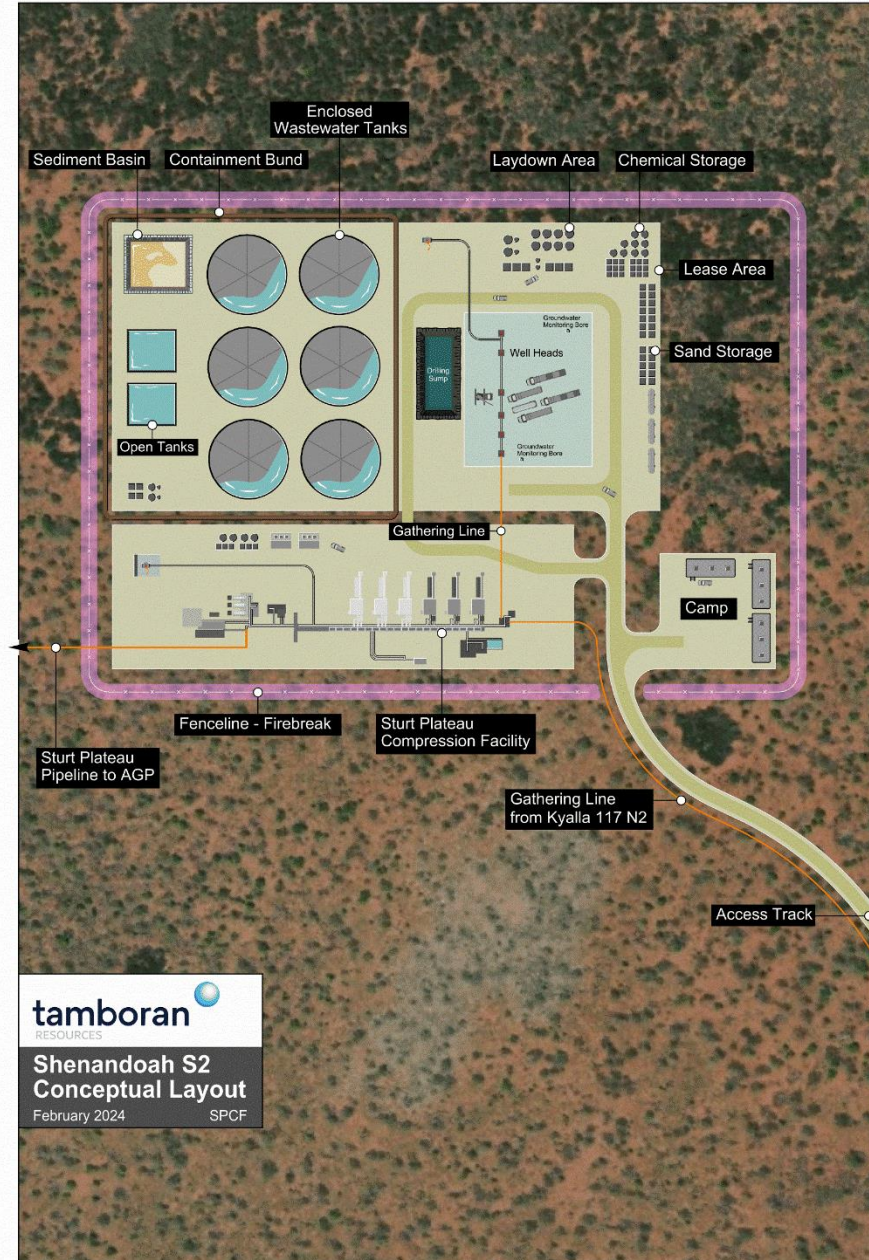 Enclosed
Wastewater Tanks
Sediment Basin
Containment Bund
Laydown Area
Chemical Storage
Lease Area
Groundwater
Monitoring Bore
Well Heads
Sand Storage
Drilling
Sump
Open Tanks
Groundwater
Monitoring Bore
Gathering Line
Camp
Fenceline - Firebreak
Sturt Plateau
Compression Facility
Sturt Plateau
Pipeline to AGP
Gathering Line
from Kyalla 117 N2
Access Track
tamboran
RESOURCES
Shenandoah S2
Conceptual Layout
February 2024 SPCF